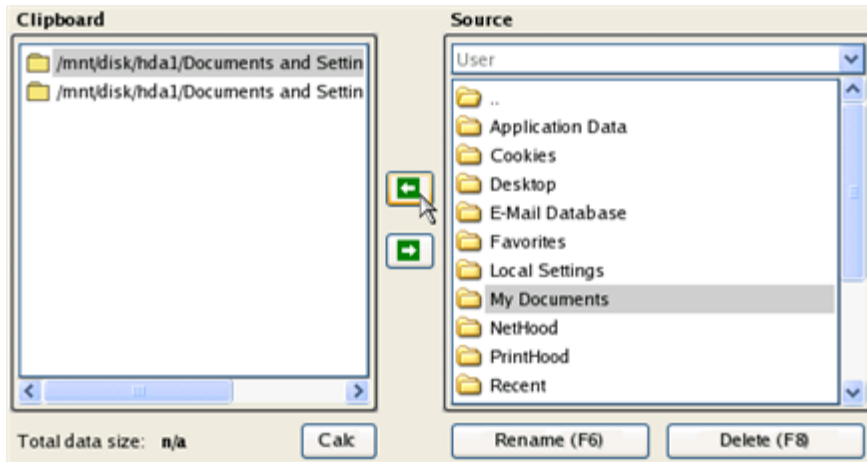 Clipboard
/mnt/disk/hda1/Documents and Settin
/mnt/disk/hda1/Documents and Settin
Total data size: n/a
Calc
Source
User
..
Application Data
Cookies
Desktop
E-Mail Database
Favorites
Local Settings
My Documents
NetHood
PrintHood
Recent
Rename (F6)
Delete (F8)